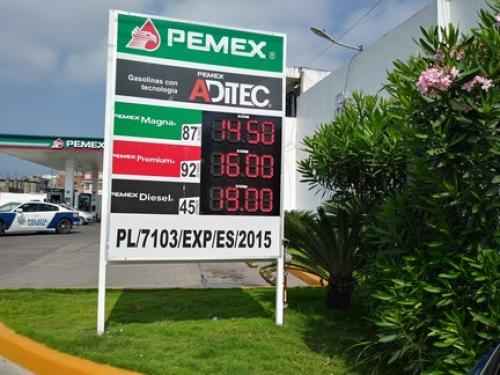 PEMEX®
Gasolinas con
tecnología
PEMEX
ADITEC
PEMEX Magna 87 14.50
PEMEX Premium 92 16.00
PEMEX Diesel 45 19.00
PL/7103/EXP/ES/2015
PEMEX
POLICIA